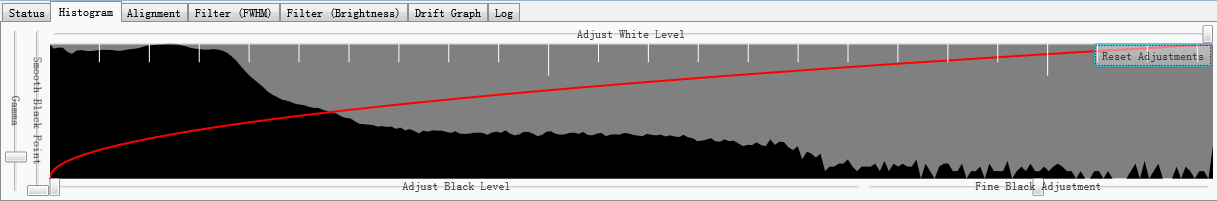 Status Histogram Alignment Filter (FWHM) Filter (Brightness) Drift Graph Log
Adjust White Level
Reset Adjustments
Gamma
Smooth Black Point
Adjust Black Level
Fine Black Adjustment